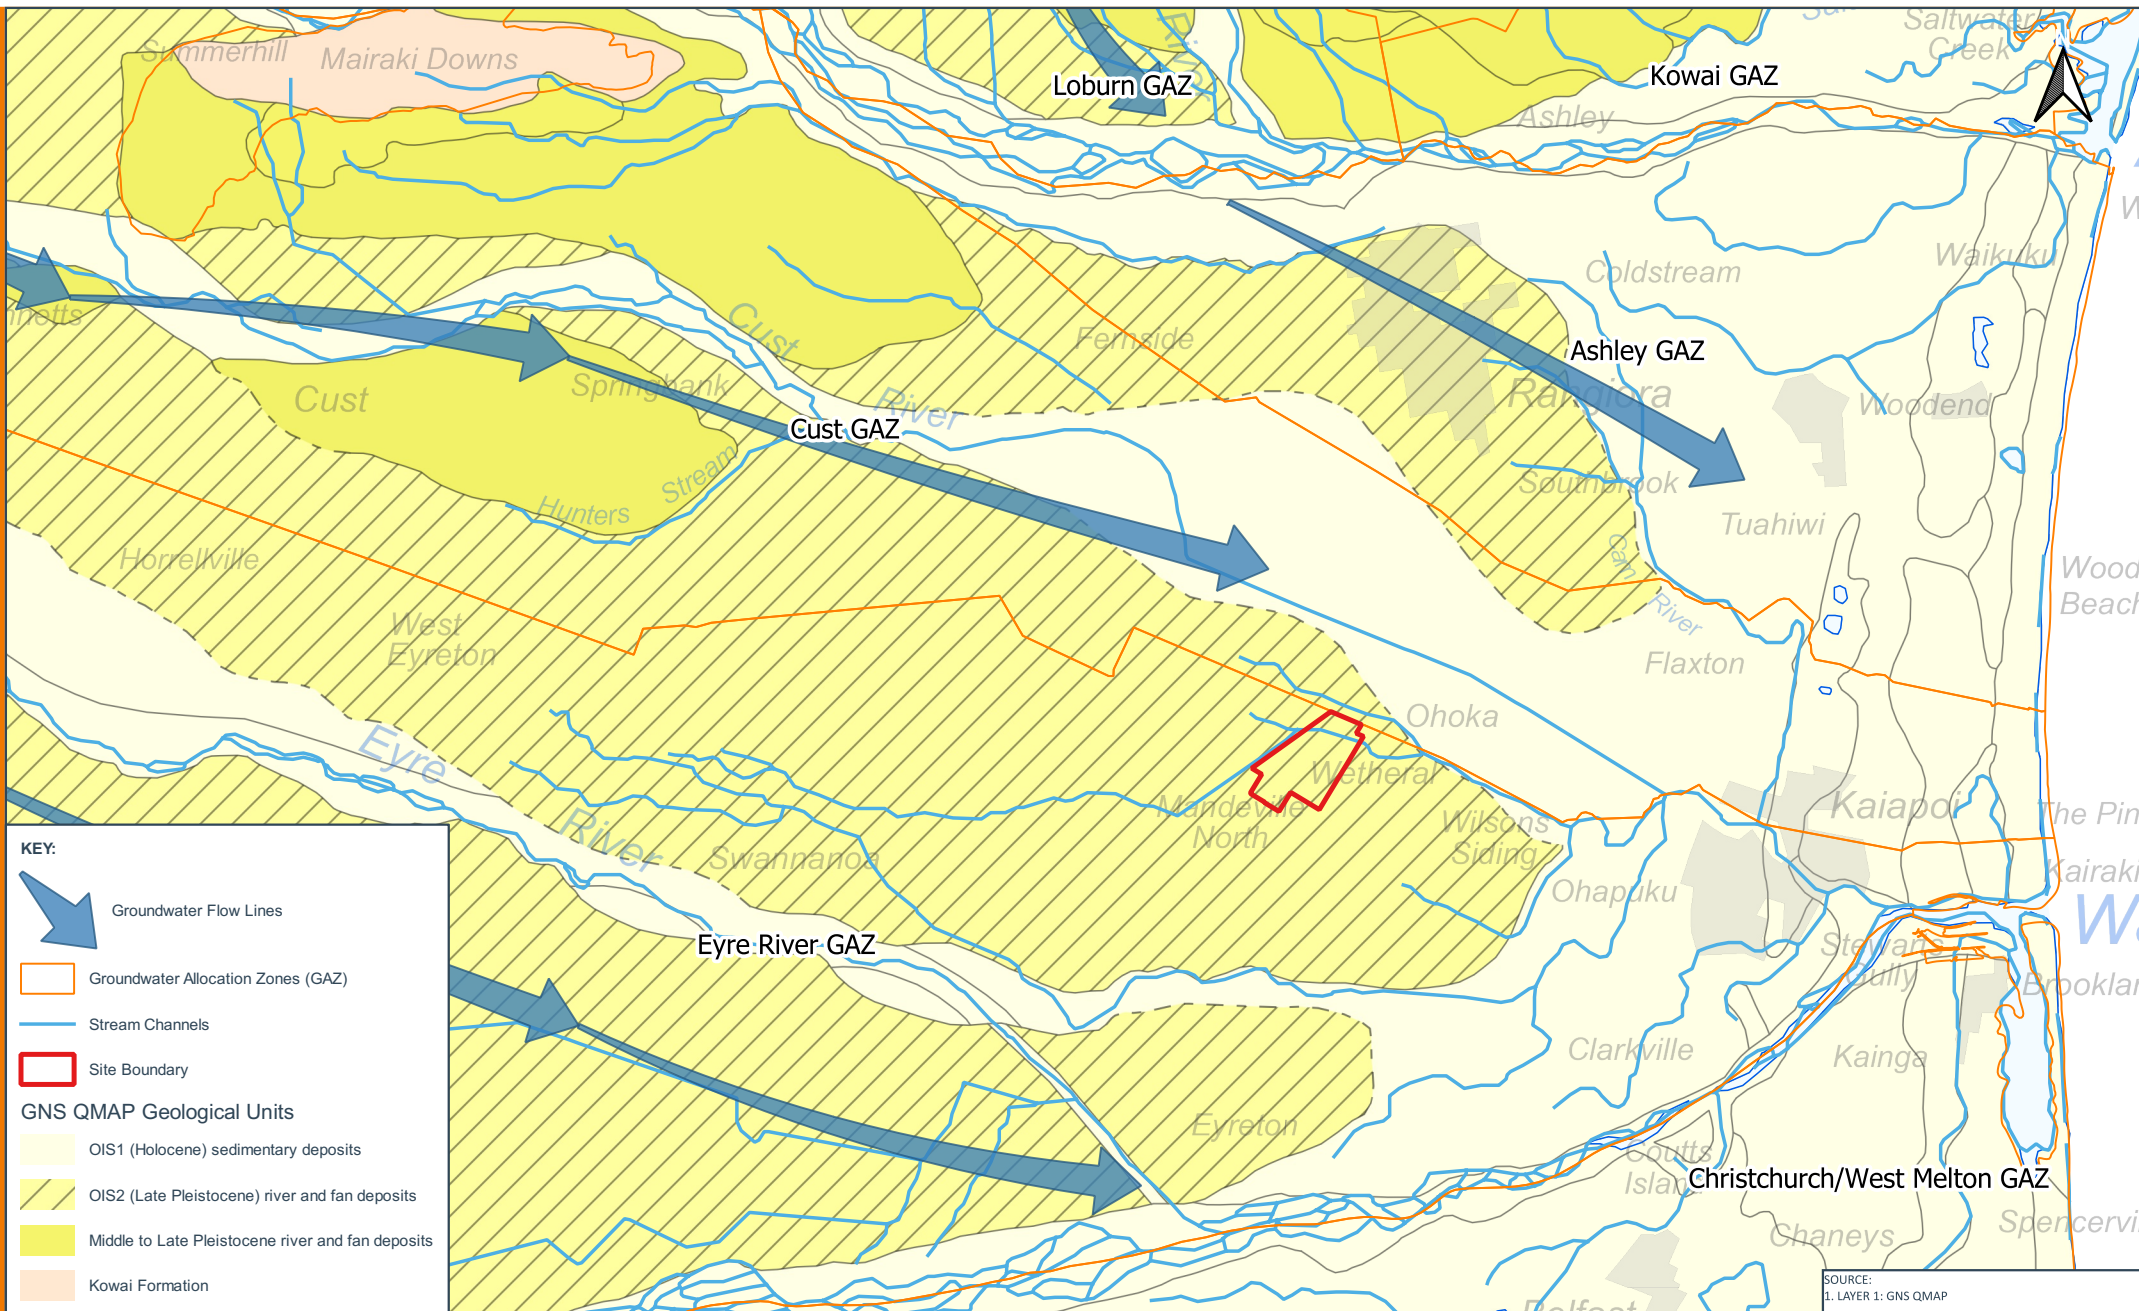 Saltwater
Creek
Summerhill
Mairaki Downs
River
Loburn GAZ
Kowai GAZ
N
Ashley
Coldstream
Waikuku
Cust
Fernside
Ashley GAZ
Cust
Springbank
River
Rangiora
Woodend
Cust GAZ
Hunters
Stream
Southbrook
Tuahiwi
Horrellville
Cam
River
West
Eyreton
Flaxton
Ohoka
Eyre
River
Wetheral
Mandeville
North
Wilsons
Siding
Kaiapoi
Swannanoa
Ohapuku
Eyre River GAZ
Stewarts
Gully
Clarkville
Kainga
Eyreton
Coutts
Island
Christchurch/West Melton GAZ
Chaneys
KEY:
Groundwater Flow Lines
Groundwater Allocation Zones (GAZ)
Stream Channels
Site Boundary
GNS QMAP Geological Units
OIS1 (Holocene) sedimentary deposits
OIS2 (Late Pleistocene) river and fan deposits
Middle to Late Pleistocene river and fan deposits
Kowai Formation
SOURCE:
1. LAYER 1: GNS QMAP